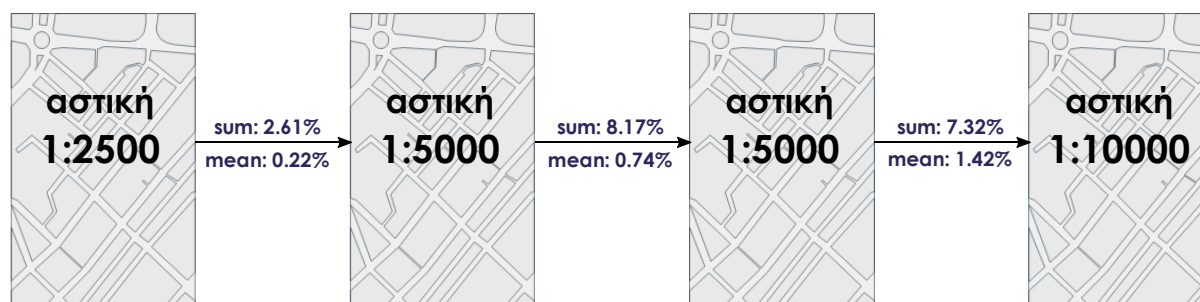 αστική
1:2500
sum: 2.61%
mean: 0.22%
αστική
1:5000
sum: 8.17%
mean: 0.74%
αστική
1:5000
sum: 7.32%
mean: 1.42%
αστική
1:10000